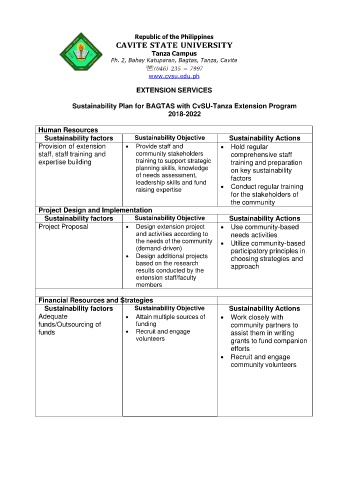 Republic of the Philippines
CAVITE STATE UNIVERSITY
Tanza Campus
Ph. 2, Bahay Katuparan, Bagtas, Tanza, Cavite
☏(046) 235 – 7997
www.cvsu.edu.ph
EXTENSION SERVICES
Sustainability Plan for BAGTAS with CvSU-Tanza Extension Program
2018-2022
Human Resources
Sustainability factors
Sustainability Objective
Sustainability Actions
Provision of extension
staff, staff training and
expertise building
• Provide staff and
community stakeholders
training to support strategic
planning skills, knowledge
of needs assessment,
leadership skills and fund
raising expertise
• Hold regular
comprehensive staff
training and preparation
on key sustainability
factors
• Conduct regular training
for the stakeholders of
the community
Project Design and Implementation
Sustainability factors
Sustainability Objective
Sustainability Actions
Project Proposal
• Design extension project
and activities according to
the needs of the community
(demand-driven)
• Design additional projects
based on the research
results conducted by the
extension staff/faculty
members
• Use community-based
needs activities
• Utilize community-based
participatory principles in
choosing strategies and
approach
Financial Resources and Strategies
Sustainability factors
Sustainability Objective
Sustainability Actions
Adequate
funds/Outsourcing of
funds
• Attain multiple sources of
funding
• Recruit and engage
volunteers
• Work closely with
community partners to
assist them in writing
grants to fund companion
efforts
• Recruit and engage
community volunteers